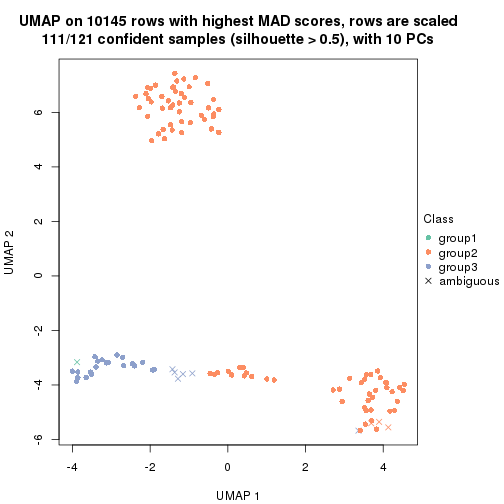 UMAP on 10145 rows with highest MAD scores, rows are scaled
111/121 confident samples (silhouette > 0.5), with 10 PCs
6
4
2
0
-2
-4
-6
UMAP 2
-4
-2
0
2
4
UMAP 1
Class
group1
group2
group3
ambiguous